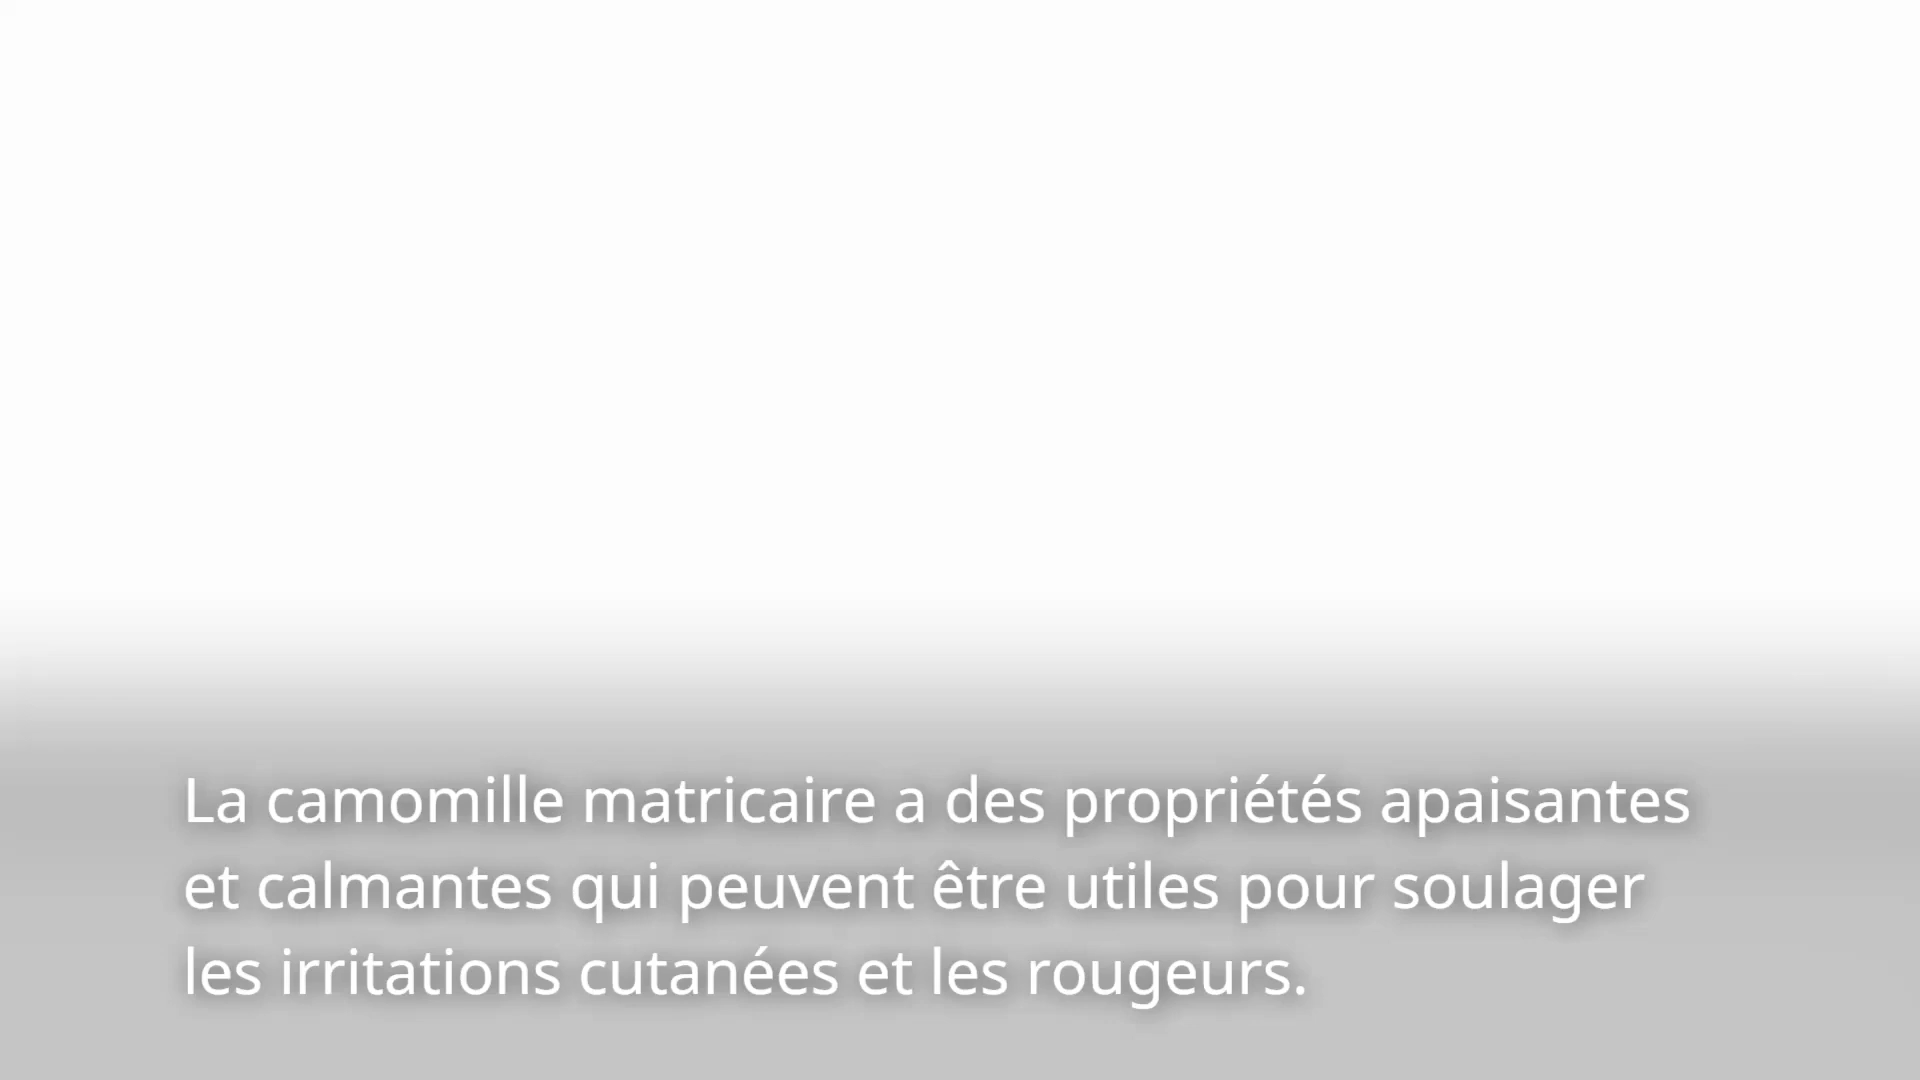 La camomille matricaire a des propriétés apaisantes
et calmantes qui peuvent être utiles pour soulager
les irritations cutanées et les rougeurs.